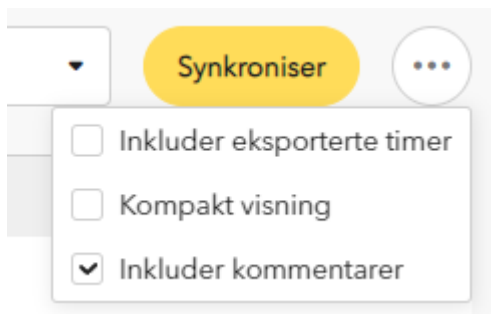 Synkroniser
Inkluder eksporterte timer
Kompakt visning
Inkluder kommentarer